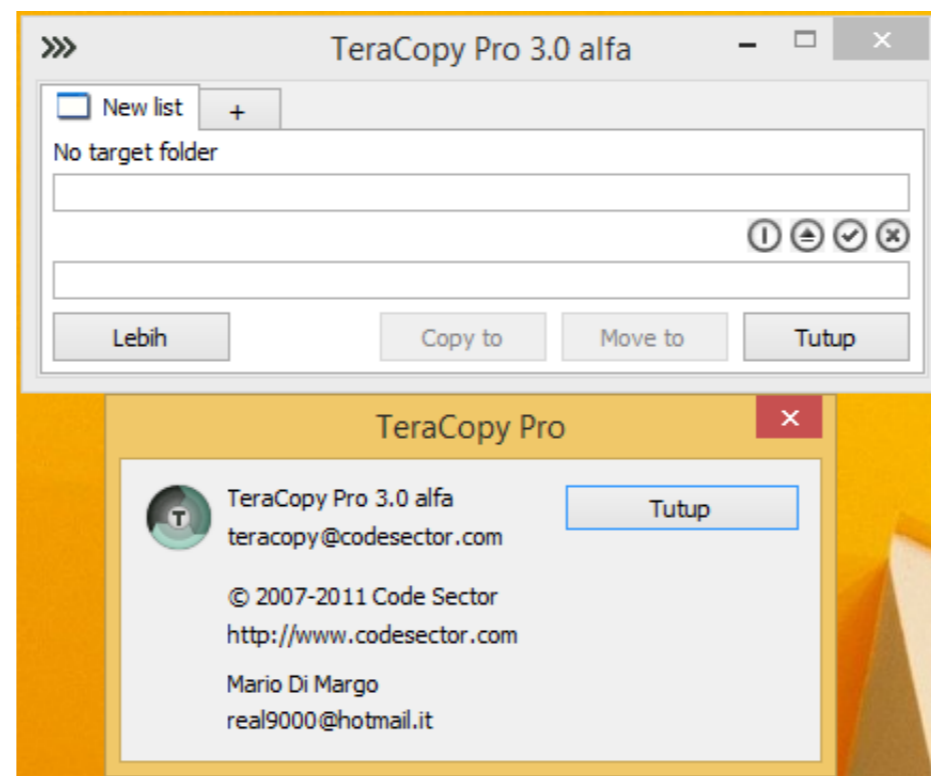 TeraCopy Pro 3.0 alfa
New list +
No target folder
Lebih Copy to Move to Tutup
TeraCopy Pro
TeraCopy Pro 3.0 alfa Tutup
teracopy@codesector.com
© 2007-2011 Code Sector
http://www.codesector.com
Mario Di Margo
real9000@hotmail.it